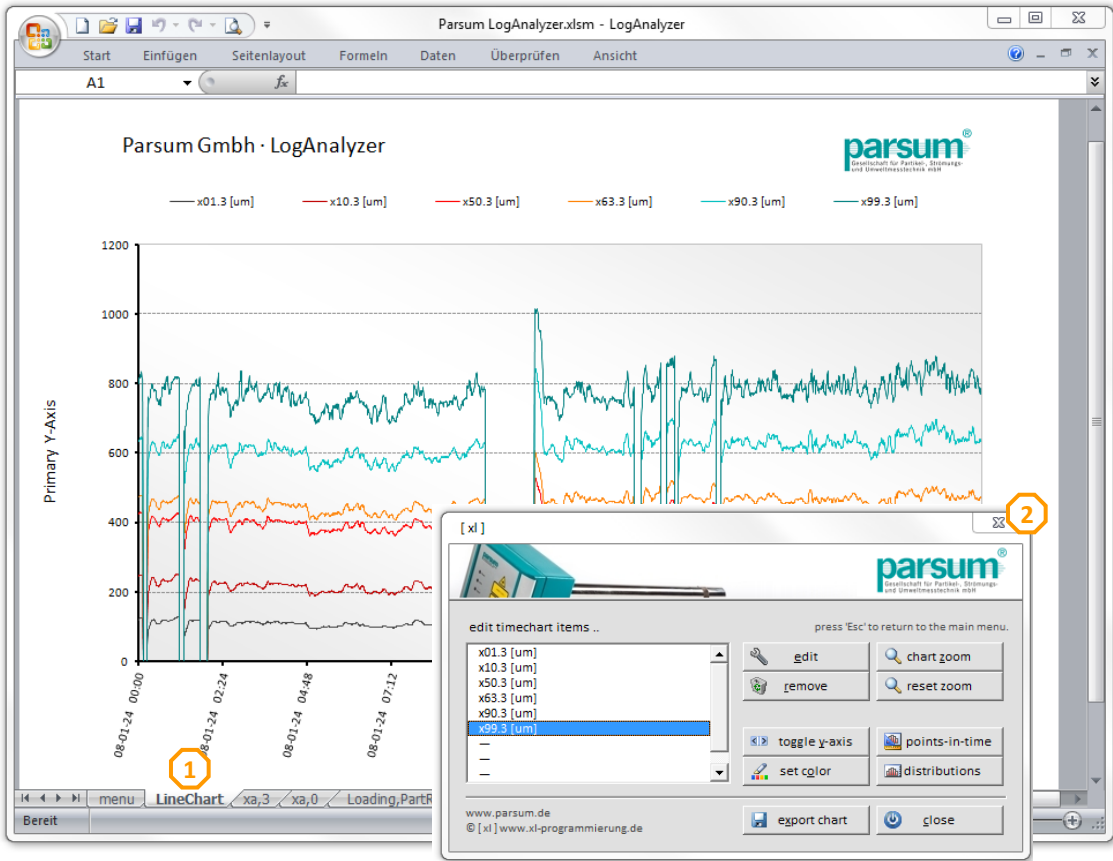 Parsum LogAnalyzer.xlsm - LogAnalyzer
Start Einfügen Seitenlayout Formeln Daten Überprüfen Ansicht
A1 fx
Parsum Gmbh · LogAnalyzer
parsum®
Gesellschaft für Partikel-, Strömungs-
und Umweltmesstechnik mbH
x01.3 [um] x10.3 [um] x50.3 [um] x63.3 [um] x90.3 [um] x99.3 [um]
1200
1000
800
600
400
200
0
Primary Y-Axis
08-01-24 00:00
08-01-24 02:24
08-01-24 04:48
08-01-24 07:12
1
menu LineChart xa,3 xa,0 Loading,PartR
Bereit
2
[ xl ]
parsum®
Gesellschaft für Partikel-, Strömungs-
und Umweltmesstechnik mbH
edit timechart items ..
press 'Esc' to return to the main menu.
x01.3 [um]
x10.3 [um]
x50.3 [um]
x63.3 [um]
x90.3 [um]
x99.3 [um]
—
—
—
edit
chart zoom
remove
reset zoom
toggle y-axis
points-in-time
set color
distributions
www.parsum.de
© [ xl ] www.xl-programmierung.de
export chart
close